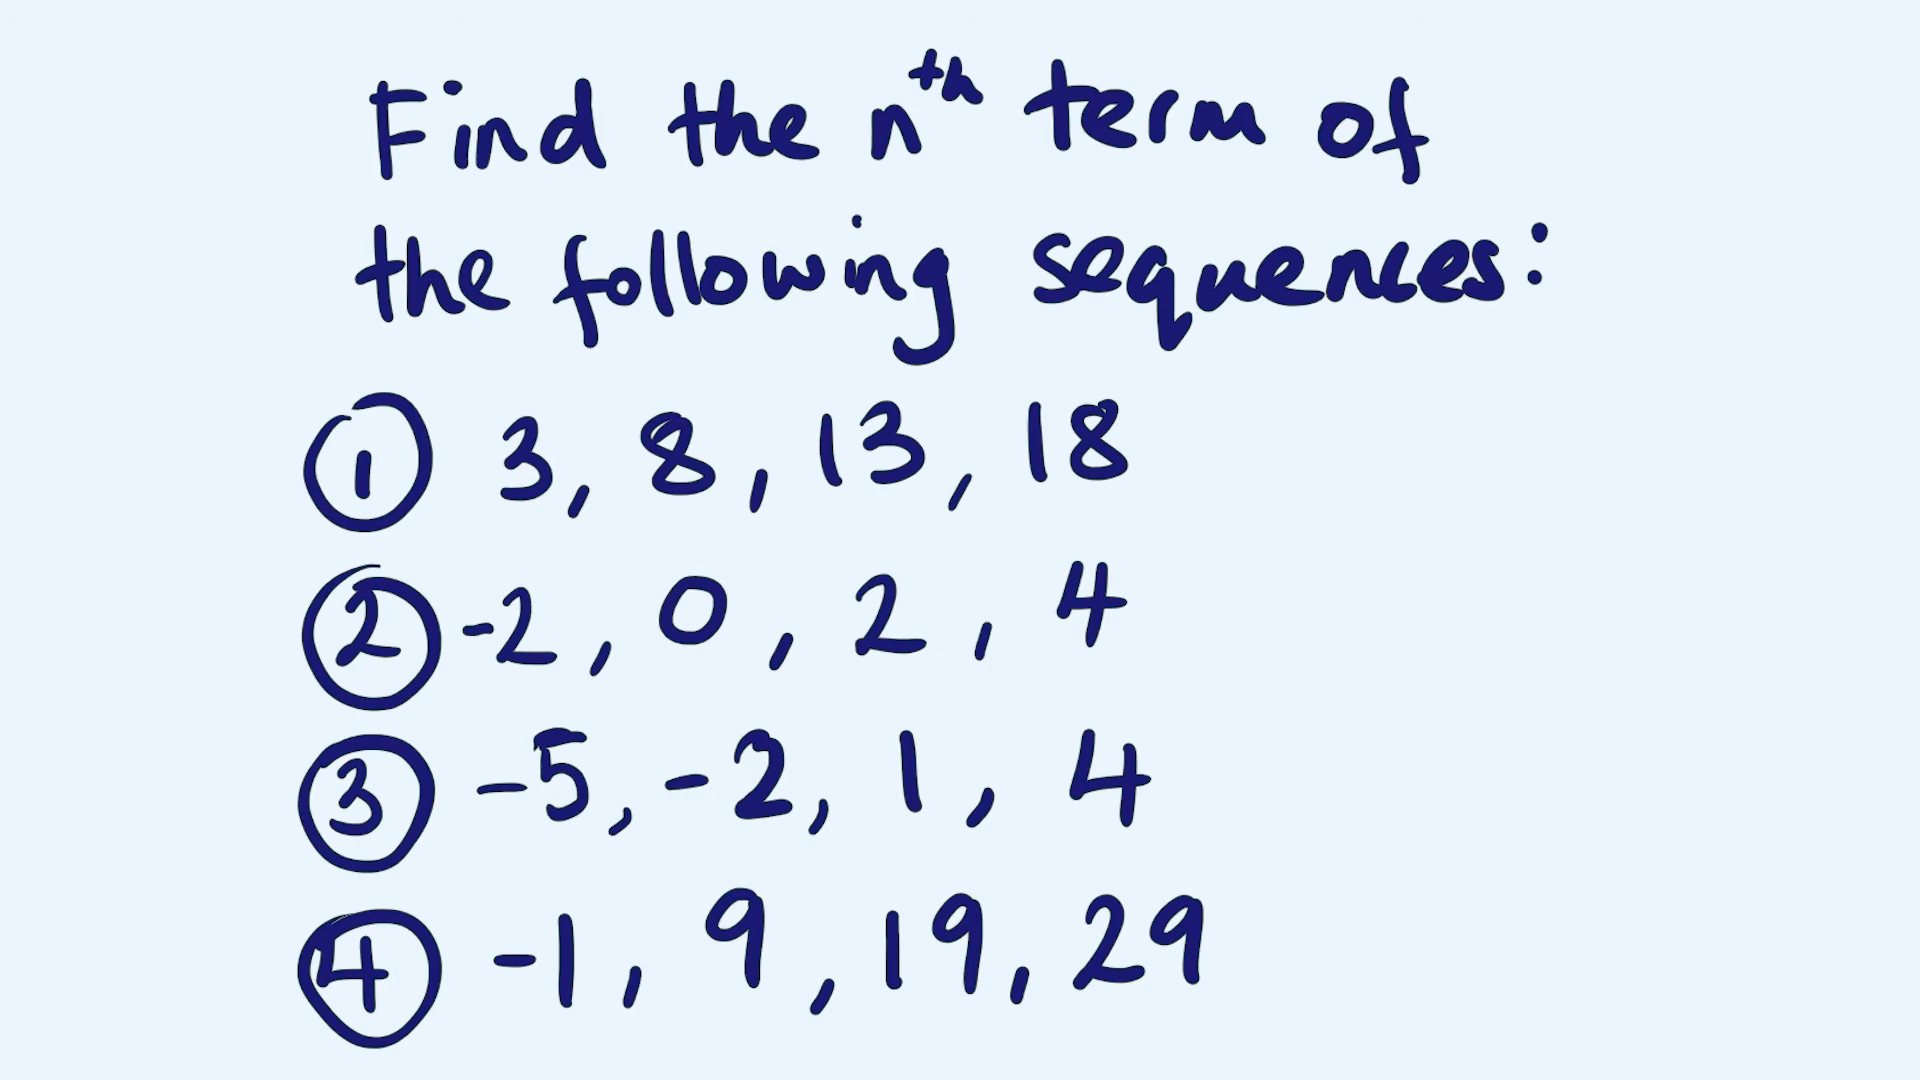 Find the nᵗʰ term of
the following sequences:
① 3, 8, 13, 18
② -2, 0, 2, 4
③ -5, -2, 1, 4
④ -1, 9, 19, 29